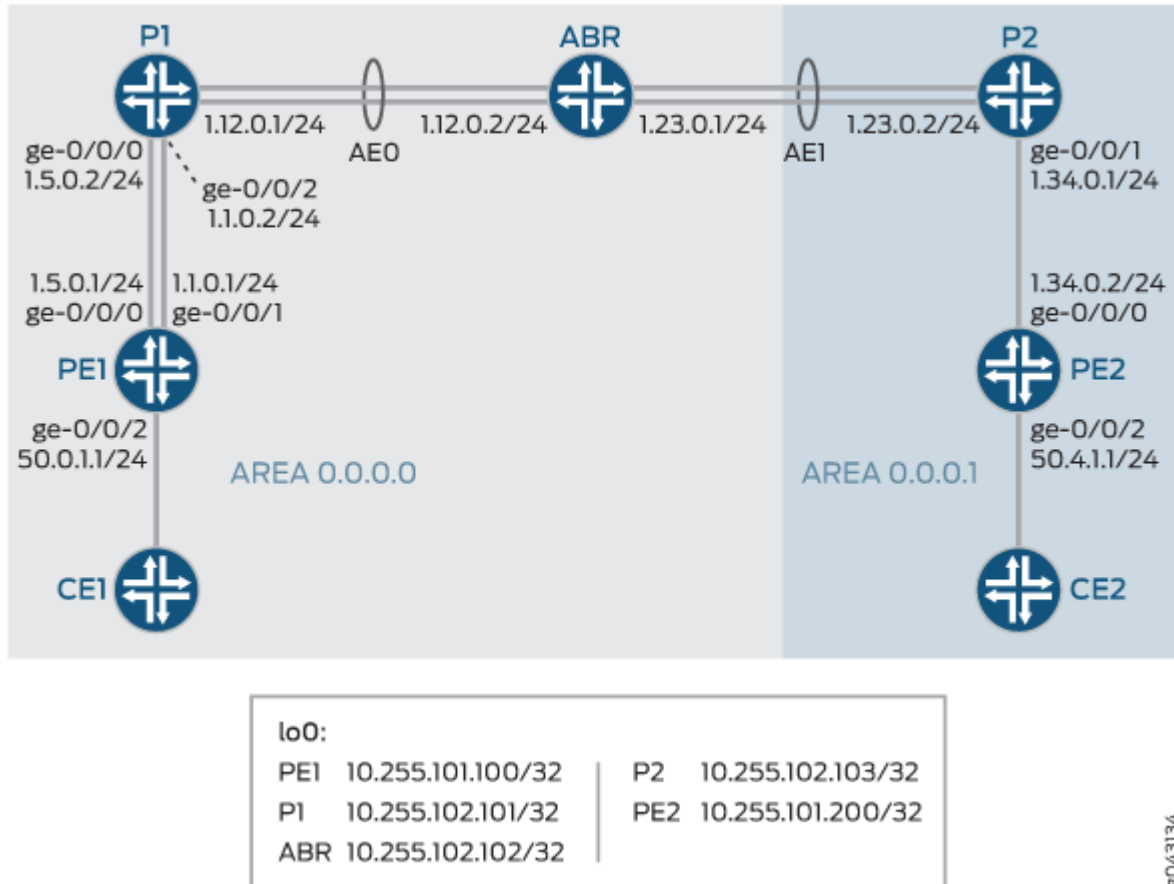 P1
ABR
P2
1.12.0.1/24
AE0
1.12.0.2/24
1.23.0.1/24
AE1
1.23.0.2/24
ge-0/0/0
1.5.0.2/24
ge-0/0/2
1.1.0.2/24
ge-0/0/1
1.34.0.1/24
1.5.0.1/24
ge-0/0/0
1.1.0.1/24
ge-0/0/1
1.34.0.2/24
ge-0/0/0
PE1
PE2
ge-0/0/2
50.0.1.1/24
ge-0/0/2
50.4.1.1/24
AREA 0.0.0.0
AREA 0.0.0.1
CE1
CE2
lo0:
PE1 10.255.101.100/32
P1 10.255.102.101/32
ABR 10.255.102.102/32
P2 10.255.102.103/32
PE2 10.255.101.200/32